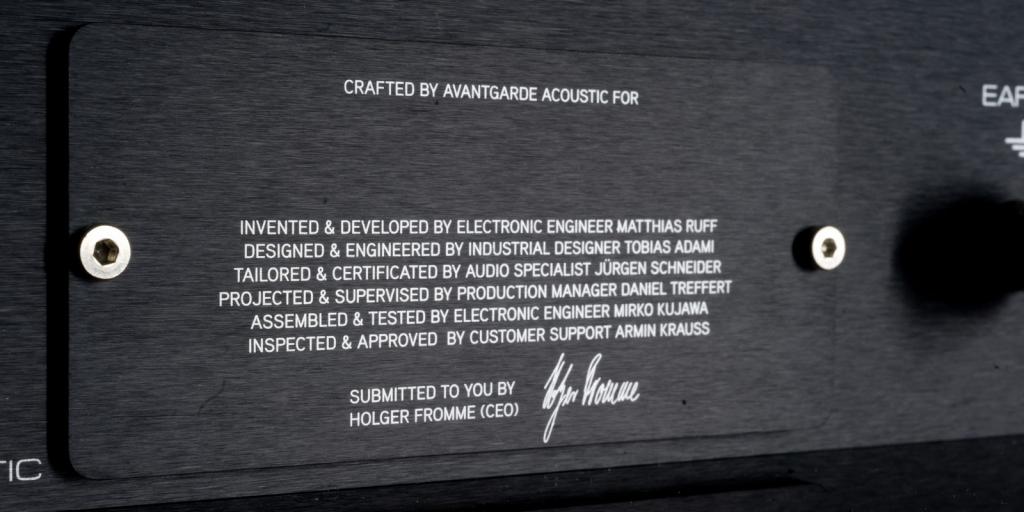 CRAFTED BY AVANTGARDE ACOUSTIC FOR
INVENTED & DEVELOPED BY ELECTRONIC ENGINEER MATTHIAS RUFF
DESIGNED & ENGINEERED BY INDUSTRIAL DESIGNER TOBIAS ADAMI
TAILORED & CERTIFICATED BY AUDIO SPECIALIST JÜRGEN SCHNEIDER
PROJECTED & SUPERVISED BY PRODUCTION MANAGER DANIEL TREFFERT
ASSEMBLED & TESTED BY ELECTRONIC ENGINEER MIRKO KUJAWA
INSPECTED & APPROVED BY CUSTOMER SUPPORT ARMIN KRAUSS
SUBMITTED TO YOU BY
HOLGER FROMME (CEO)
Holger Fromme